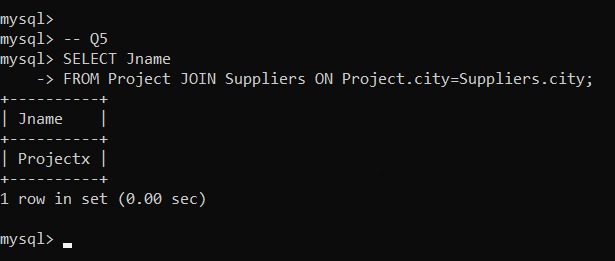 mysql>
mysql> -- Q5
mysql> SELECT Jname
    -> FROM Project JOIN Suppliers ON Project.city=Suppliers.city;
+----------+
| Jname    |
+----------+
| Projectx |
+----------+
1 row in set (0.00 sec)

mysql>